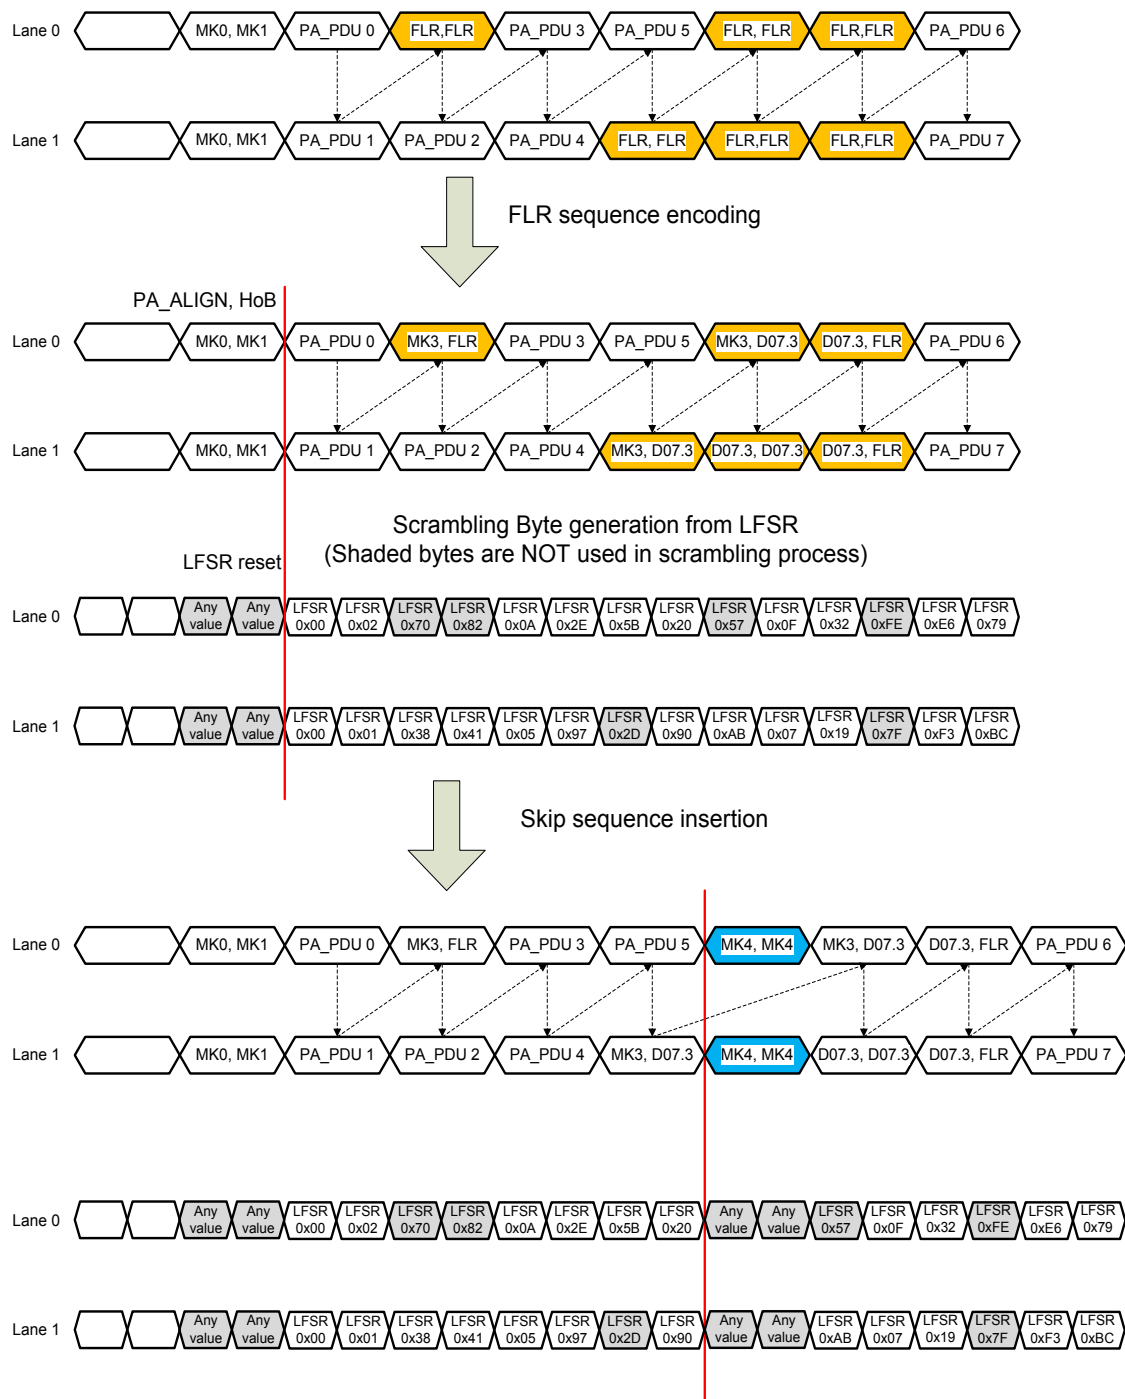 Lane 0 MK0, MK1 PA_PDU 0 FLR,FLR PA_PDU 3 PA_PDU 5 FLR, FLR FLR,FLR PA_PDU 6
Lane 1 MK0, MK1 PA_PDU 1 PA_PDU 2 PA_PDU 4 FLR, FLR FLR,FLR FLR,FLR PA_PDU 7
FLR sequence encoding
PA_ALIGN, HoB
Lane 0 MK0, MK1 PA_PDU 0 MK3, FLR PA_PDU 3 PA_PDU 5 MK3, D07.3 D07.3, FLR PA_PDU 6
Lane 1 MK0, MK1 PA_PDU 1 PA_PDU 2 PA_PDU 4 MK3, D07.3 D07.3, D07.3 D07.3, FLR PA_PDU 7
Scrambling Byte generation from LFSR
(Shaded bytes are NOT used in scrambling process)
LFSR reset
Lane 0 Any Any LFSR LFSR LFSR LFSR LFSR LFSR LFSR LFSR LFSR LFSR LFSR LFSR LFSR LFSR
value value 0x00 0x02 0x70 0x82 0x0A 0x2E 0x5B 0x20 0x57 0x0F 0x32 0xFE 0xE6 0x79
Lane 1 Any Any LFSR LFSR LFSR LFSR LFSR LFSR LFSR LFSR LFSR LFSR LFSR LFSR LFSR LFSR
value value 0x00 0x01 0x38 0x41 0x05 0x97 0x2D 0x90 0xAB 0x07 0x19 0x7F 0xF3 0xBC
Skip sequence insertion
Lane 0 MK0, MK1 PA_PDU 0 MK3, FLR PA_PDU 3 PA_PDU 5 MK4, MK4 MK3, D07.3 D07.3, FLR PA_PDU 6
Lane 1 MK0, MK1 PA_PDU 1 PA_PDU 2 PA_PDU 4 MK3, D07.3 MK4, MK4 D07.3, D07.3 D07.3, FLR PA_PDU 7
Lane 0 Any Any LFSR LFSR LFSR LFSR LFSR LFSR LFSR LFSR Any Any LFSR LFSR LFSR LFSR LFSR LFSR
value value 0x00 0x02 0x70 0x82 0x0A 0x2E 0x5B 0x20 value value 0x57 0x0F 0x32 0xFE 0xE6 0x79
Lane 1 Any Any LFSR LFSR LFSR LFSR LFSR LFSR LFSR LFSR Any Any LFSR LFSR LFSR LFSR LFSR LFSR
value value 0x00 0x01 0x38 0x41 0x05 0x97 0x2D 0x90 value value 0xAB 0x07 0x19 0x7F 0xF3 0xBC